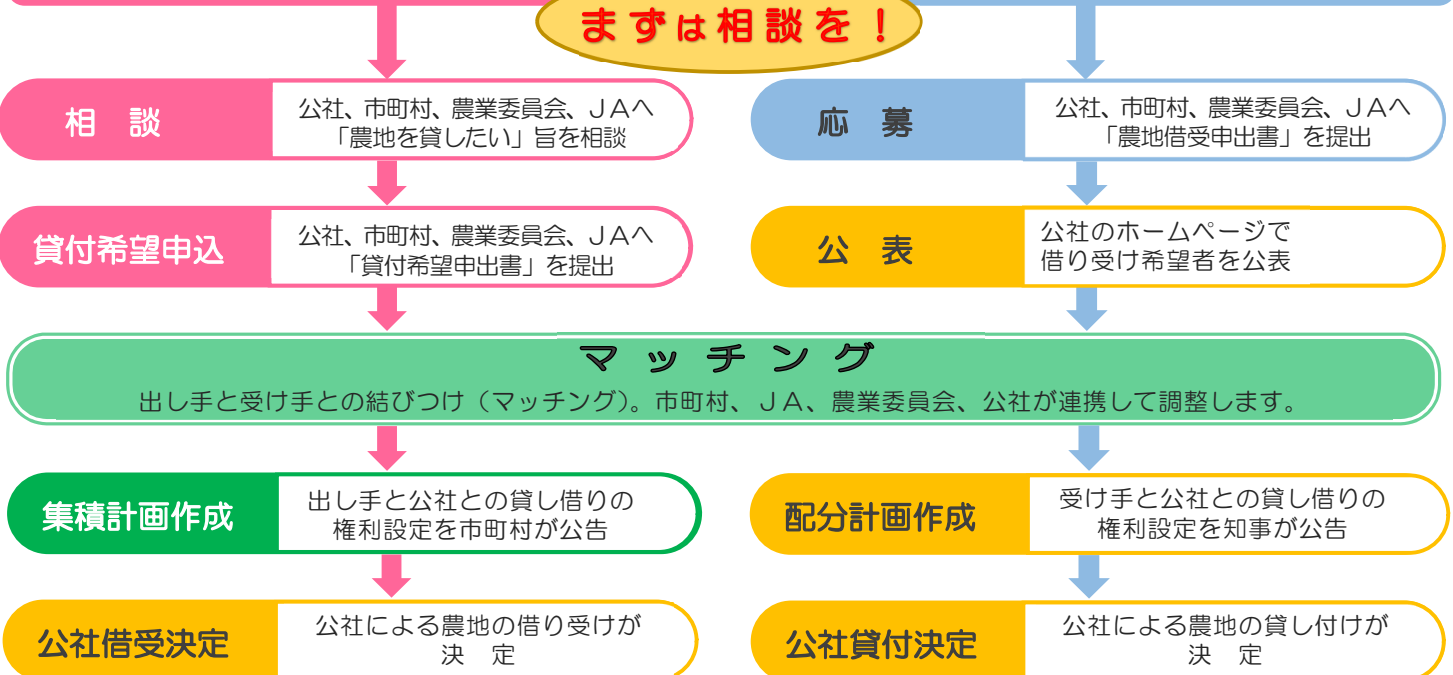 まずは相談を！
相　談
公社、市町村、農業委員会、ＪＡへ
「農地を貸したい」旨を相談
応　募
公社、市町村、農業委員会、ＪＡへ
「農地借受申出書」を提出
貸付希望申込
公社、市町村、農業委員会、ＪＡへ
「貸付希望申出書」を提出
公　表
公社のホームページで
借り受け希望者を公表
マ ッ チ ン グ
出し手と受け手との結びつけ（マッチング）。市町村、ＪＡ、農業委員会、公社が連携して調整します。
集積計画作成
出し手と公社との貸し借りの
権利設定を市町村が公告
配分計画作成
受け手と公社との貸し借りの
権利設定を知事が公告
公社借受決定
公社による農地の借り受けが
決　定
公社貸付決定
公社による農地の貸し付けが
決　定